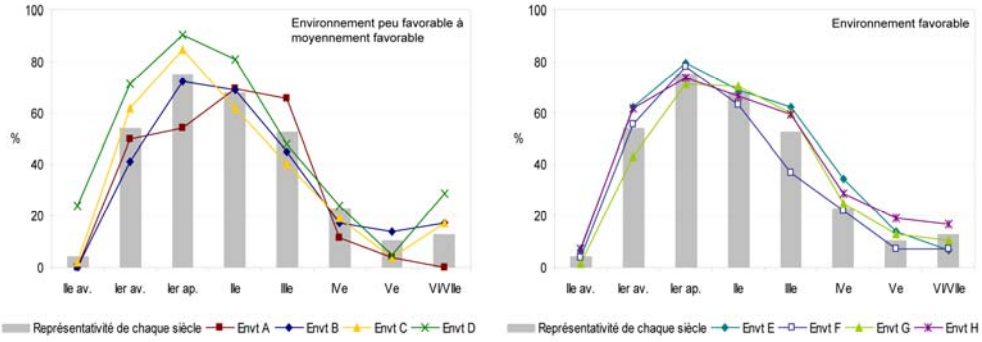 Environnement peu favorable à
moyennement favorable
100
80
60
%
40
20
0
IIe av.
Ier av.
Ier ap.
IIe
IIIe
IVe
Ve
VI/VIIe
Représentativité de chaque siècle
Envt A
Envt B
Envt C
Envt D
Environnement favorable
100
80
60
%
40
20
0
IIe av.
Ier av.
Ier ap.
IIe
IIIe
IVe
Ve
VI/VIIe
Représentativité de chaque siècle
Envt E
Envt F
Envt G
Envt H